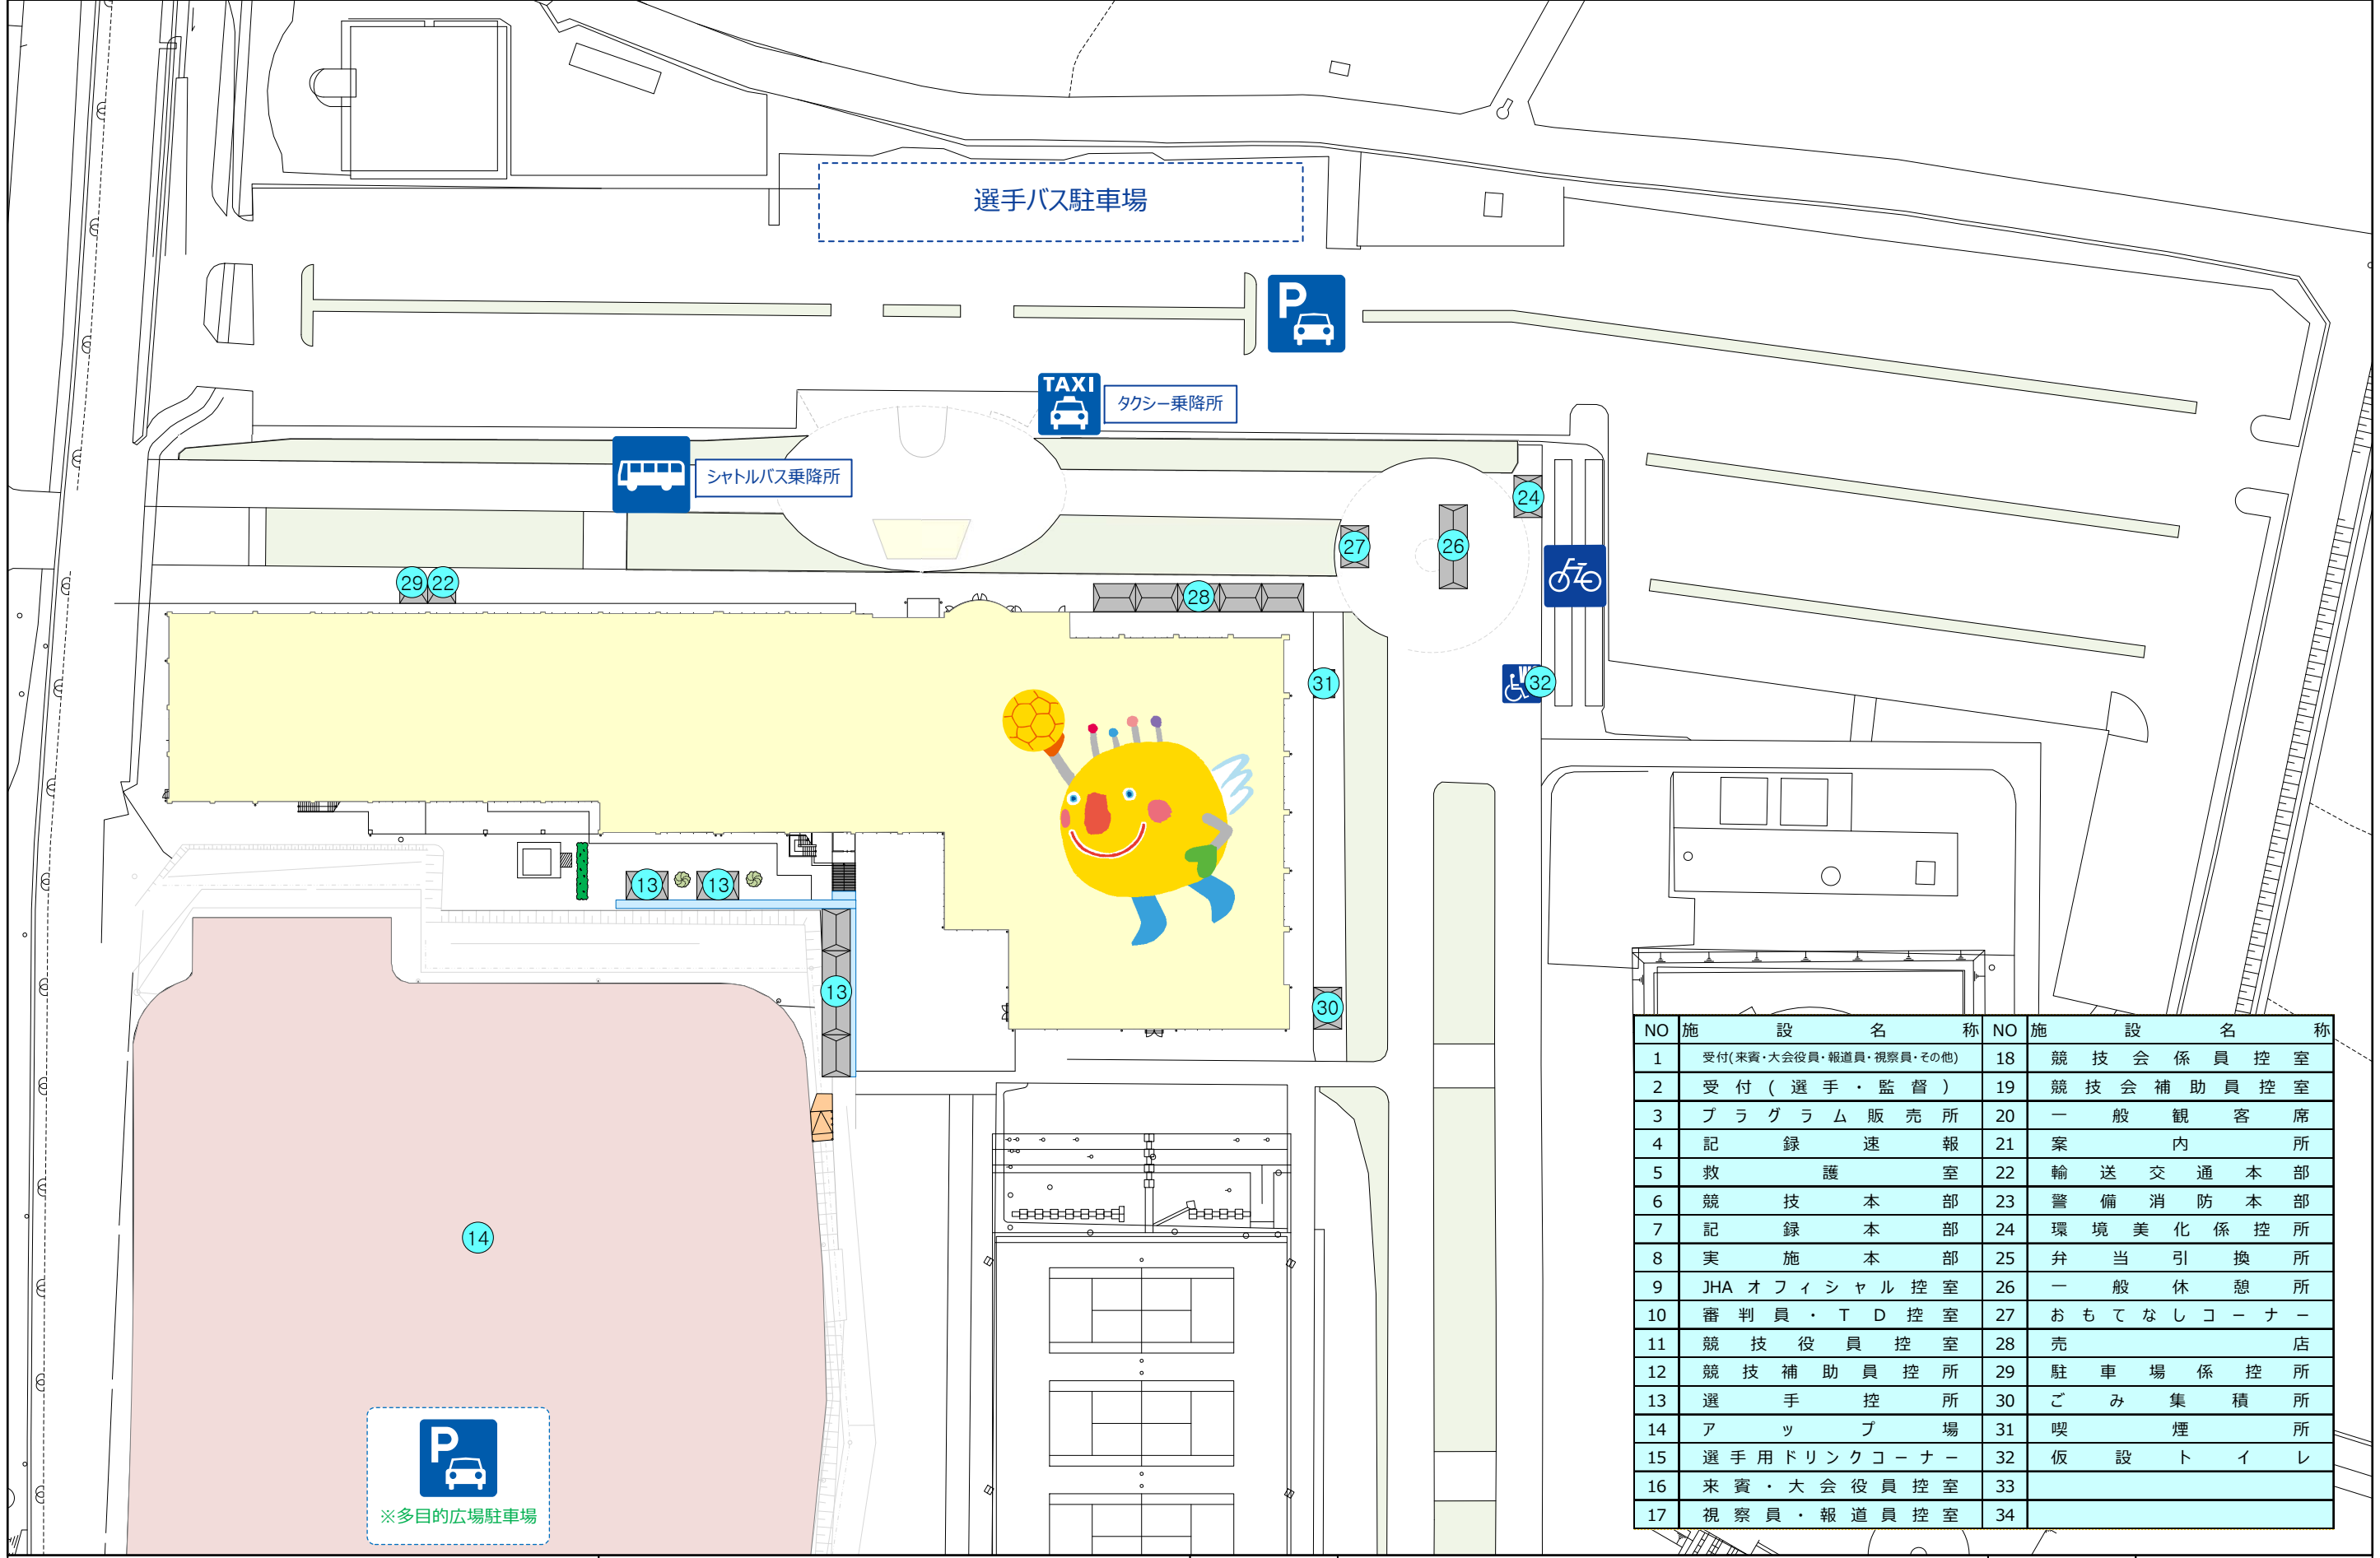 選手バス駐車場
P
TAXI
タクシー乗降所
シャトルバス乗降所
24
27
26
29
22
28
31
32
13
13
13
30
14
P
※多目的広場駐車場
NO 施設名称 NO 施設名称
1 受付(来賓・大会役員・報道員・視察員・その他) 18 競技会係員控室
2 受付(選手・監督) 19 競技会補助員控室
3 プラグラム販売所 20 一般観客席
4 記録速報 21 案内所
5 救護室 22 輸送交通本部
6 競技本部 23 警備消防本部
7 記録本部 24 環境美化係控所
8 実施本部 25 弁当引換所
9 JHAオフィシャル控室 26 一般休憩所
10 審判員・TD控室 27 おもてなしコーナー
11 競技役員控室 28 売店
12 競技補助員控所 29 駐車場係控所
13 選手控所 30 ごみ集積所
14 アップ場 31 喫煙所
15 選手用ドリンクコーナー 32 仮設トイレ
16 来賓・大会役員控室 33
17 視察員・報道員控室 34